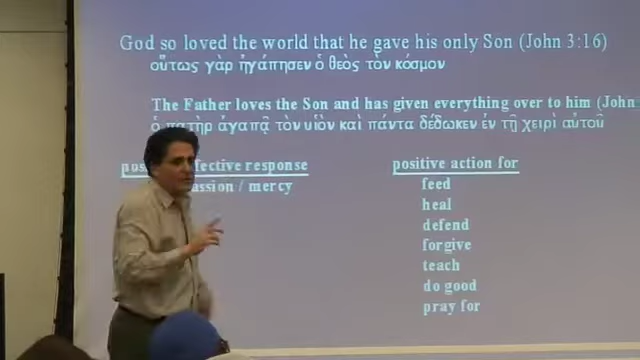 God so loved the world that he gave his only Son (John 3:16)
οὕτως γὰρ ἠγάπησεν ὁ θεὸς τὸν κόσμον
The Father loves the Son and has given everything over to him (John
ὁ πατὴρ ἀγαπᾷ τὸν υἱὸν καὶ πάντα δέδωκεν ἐν τῇ χειρὶ αὐτοῦ
response positive action for
/ mercy feed
heal
defend
forgive
teach
do good
pray for